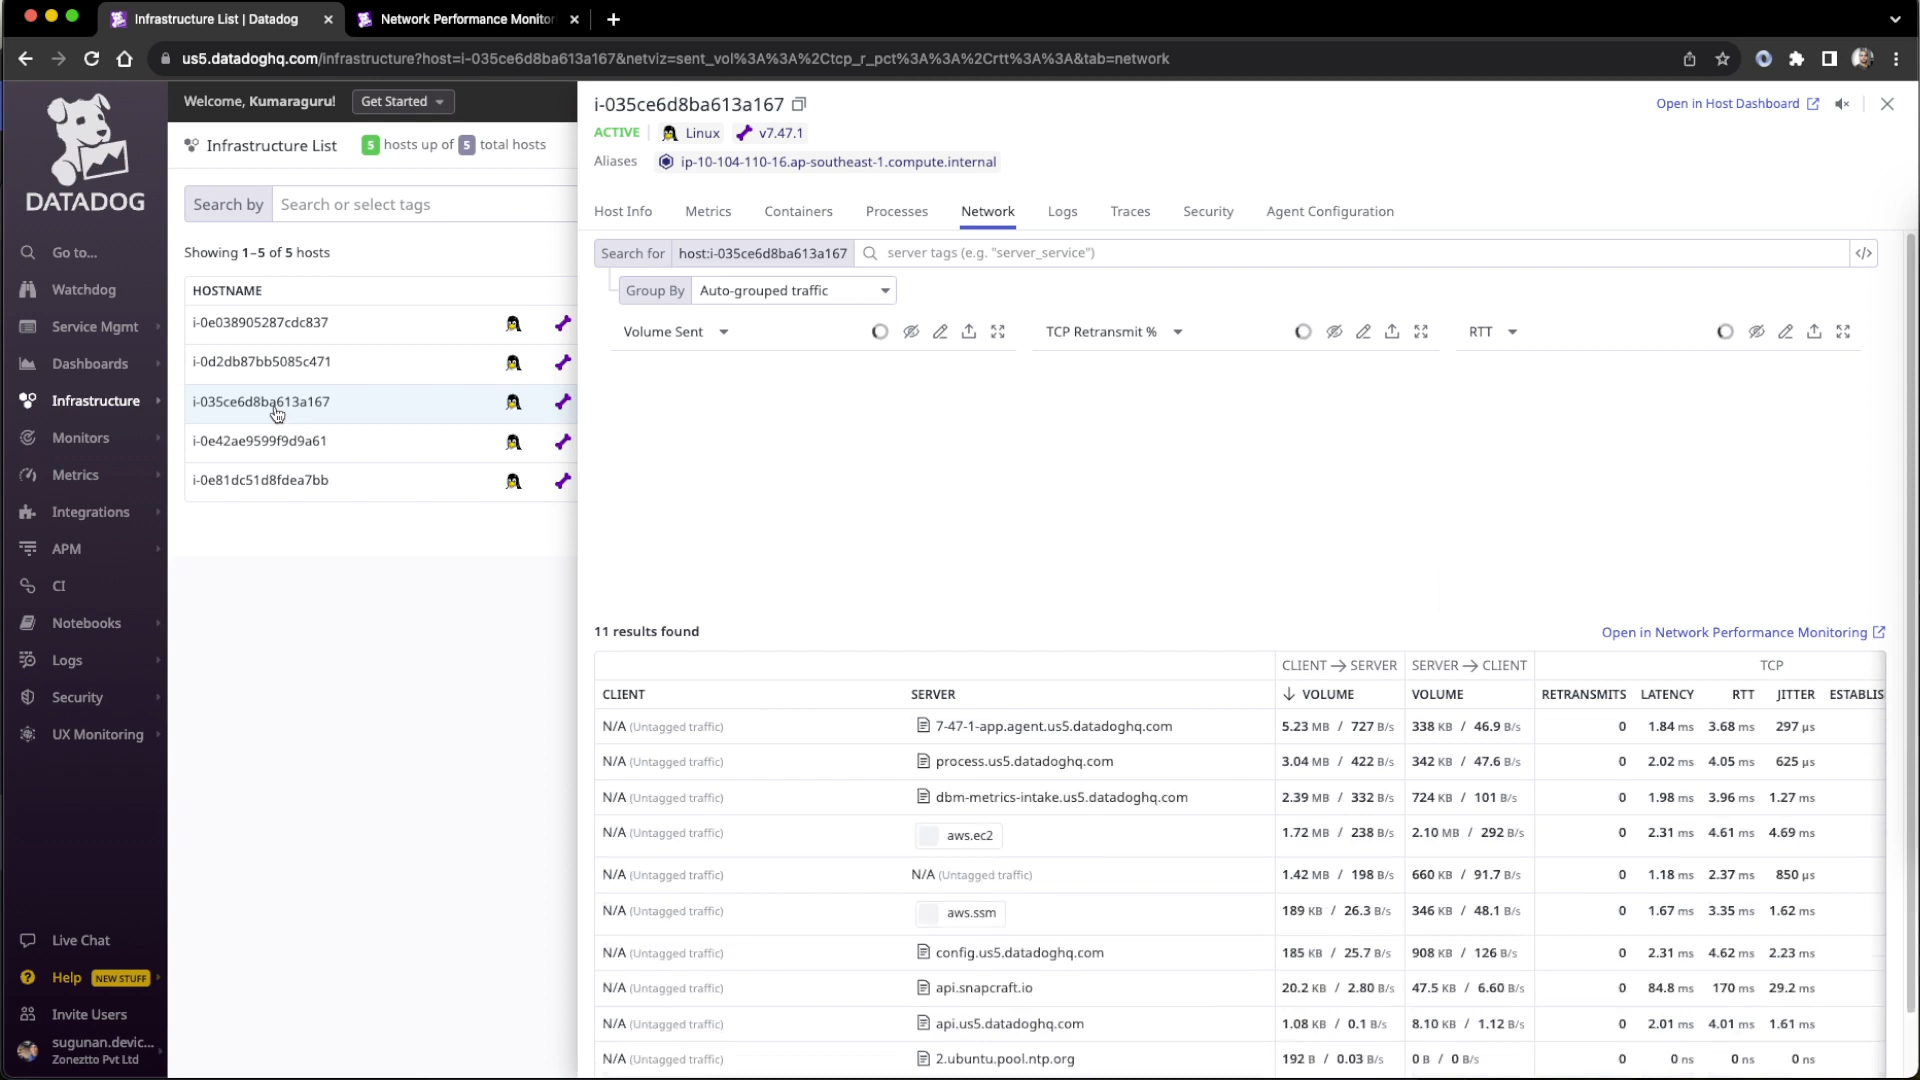 Infrastructure List | Datadog
Network Performance Monitor
us5.datadoghq.com/infrastructure?host=i-035ce6d8ba613a167&netviz=sent_vol%3A%3A%2Ctcp_r_pct%3A%3A%2Crtt%3A%3A&tab=network
DATADOG
Go to...
Watchdog
Service Mgmt
Dashboards
Infrastructure
Monitors
Metrics
Integrations
APM
CI
Notebooks
Logs
Security
UX Monitoring
Live Chat
Help NEW STUFF
Invite Users
sugunan.devic...
Zoneztto Pvt Ltd
Welcome, Kumaraguru! Get Started
Infrastructure List 5 hosts up of 5 total hosts
Search by Search or select tags
Showing 1–5 of 5 hosts
HOSTNAME
i-0e038905287cdc837
i-0d2db87bb5085c471
i-035ce6d8ba613a167
i-0e42ae9599f9d9a61
i-0e81dc51d8fdea7bb
i-035ce6d8ba613a167 Open in Host Dashboard
ACTIVE Linux v7.47.1
Aliases ip-10-104-110-16.ap-southeast-1.compute.internal
Host Info Metrics Containers Processes Network Logs Traces Security Agent Configuration
Search for host:i-035ce6d8ba613a167 server tags (e.g. "server_service") </>
Group By Auto-grouped traffic
Volume Sent TCP Retransmit % RTT
11 results found Open in Network Performance Monitoring
CLIENT → SERVER SERVER → CLIENT TCP
CLIENT SERVER ↓ VOLUME VOLUME RETRANSMITS LATENCY RTT JITTER ESTABLIS
N/A (Untagged traffic) 7-47-1-app.agent.us5.datadoghq.com 5.23 MB / 727 B/s 338 KB / 46.9 B/s 0 1.84 ms 3.68 ms 297 μs
N/A (Untagged traffic) process.us5.datadoghq.com 3.04 MB / 422 B/s 342 KB / 47.6 B/s 0 2.02 ms 4.05 ms 625 μs
N/A (Untagged traffic) dbm-metrics-intake.us5.datadoghq.com 2.39 MB / 332 B/s 724 KB / 101 B/s 0 1.98 ms 3.96 ms 1.27 ms
N/A (Untagged traffic) aws.ec2 1.72 MB / 238 B/s 2.10 MB / 292 B/s 0 2.31 ms 4.61 ms 4.69 ms
N/A (Untagged traffic) N/A (Untagged traffic) 1.42 MB / 198 B/s 660 KB / 91.7 B/s 0 1.18 ms 2.37 ms 850 μs
N/A (Untagged traffic) aws.ssm 189 KB / 26.3 B/s 346 KB / 48.1 B/s 0 1.67 ms 3.35 ms 1.62 ms
N/A (Untagged traffic) config.us5.datadoghq.com 185 KB / 25.7 B/s 908 KB / 126 B/s 0 2.31 ms 4.62 ms 2.23 ms
N/A (Untagged traffic) api.snapcraft.io 20.2 KB / 2.80 B/s 47.5 KB / 6.60 B/s 0 84.8 ms 170 ms 29.2 ms
N/A (Untagged traffic) api.us5.datadoghq.com 1.08 KB / 0.1 B/s 8.10 KB / 1.12 B/s 0 2.01 ms 4.01 ms 1.61 ms
N/A (Untagged traffic) 2.ubuntu.pool.ntp.org 192 B / 0.03 B/s 0 B / 0 B/s 0 0 ns 0 ns 0 ns